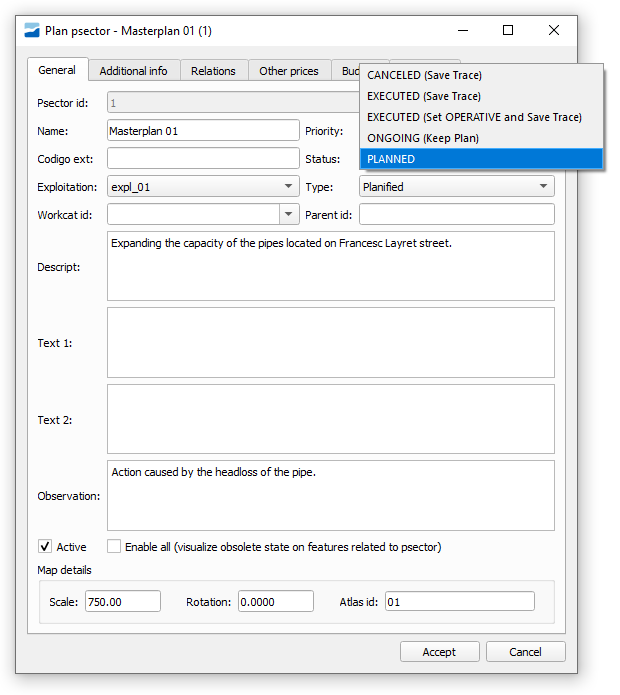 Plan psector - Masterplan 01 (1)
General Additional info Relations Other prices
CANCELED (Save Trace)
EXECUTED (Save Trace)
EXECUTED (Set OPERATIVE and Save Trace)
ONGOING (Keep Plan)
PLANNED
Psector id: 1
Name: Masterplan 01 Priority:
Codigo ext: Status:
Exploitation: expl_01 Type: Planified
Workcat id: Parent id:
Descript: Expanding the capacity of the pipes located on Francesc Layret street.
Text 1:
Text 2:
Observation: Action caused by the headloss of the pipe.
Active Enable all (visualize obsolete state on features related to psector)
Map details
Scale: 750.00 Rotation: 0.0000 Atlas id: 01
Accept Cancel